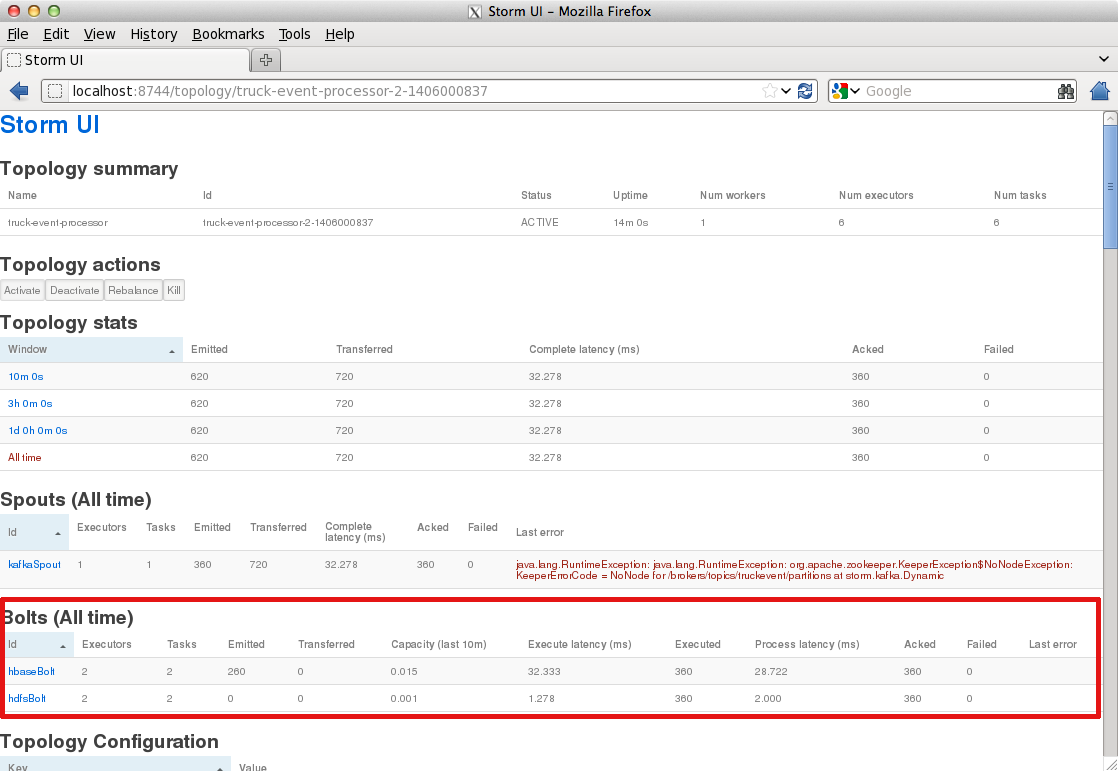 Storm UI - Mozilla Firefox
File Edit View History Bookmarks Tools Help
Storm UI
localhost:8744/topology/truck-event-processor-2-1406000837 Google
Storm UI
Topology summary
Name Id Status Uptime Num workers Num executors Num tasks
truck-event-processor truck-event-processor-2-1406000837 ACTIVE 14m 0s 1 6 6
Topology actions
Activate Deactivate Rebalance Kill
Topology stats
Window Emitted Transferred Complete latency (ms) Acked Failed
10m 0s 620 720 32.278 360 0
3h 0m 0s 620 720 32.278 360 0
1d 0h 0m 0s 620 720 32.278 360 0
All time 620 720 32.278 360 0
Spouts (All time)
Id Executors Tasks Emitted Transferred Complete latency (ms) Acked Failed Last error
kafkaSpout 1 1 360 720 32.278 360 0 java.lang.RuntimeException: java.lang.RuntimeException: org.apache.zookeeper.KeeperException$NoNodeException:
KeeperErrorCode = NoNode for /brokers/topics/truckevent/partitions at storm.kafka.Dynamic
Bolts (All time)
Id Executors Tasks Emitted Transferred Capacity (last 10m) Execute latency (ms) Executed Process latency (ms) Acked Failed Last error
hbaseBolt 2 2 260 0 0.015 32.333 360 28.722 360 0
hdfsBolt 2 2 0 0 0.001 1.278 360 2.000 360 0
Topology Configuration
Key Value